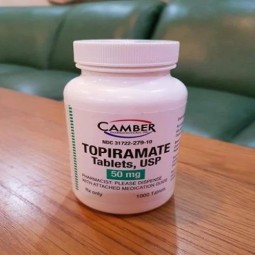 CAMBER
NDC 31722-279-10
TOPIRAMATE
Tablets, USP
50 mg
PHARMACIST: PLEASE DISPENSE
WITH ATTACHED MEDICATION GUIDE
Rx only
1000 Tablets